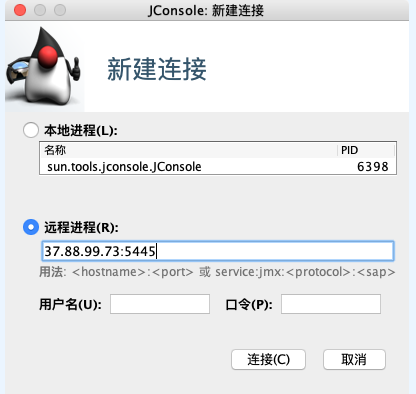 JConsole: 新建连接
新建连接
本地进程(L):
名称 PID
sun.tools.jconsole.JConsole 6398
远程进程(R):
37.88.99.73:5445
用法: <hostname>:<port> 或 service:jmx:<protocol>:<sap>
用户名(U): 口令(P):
连接(C) 取消